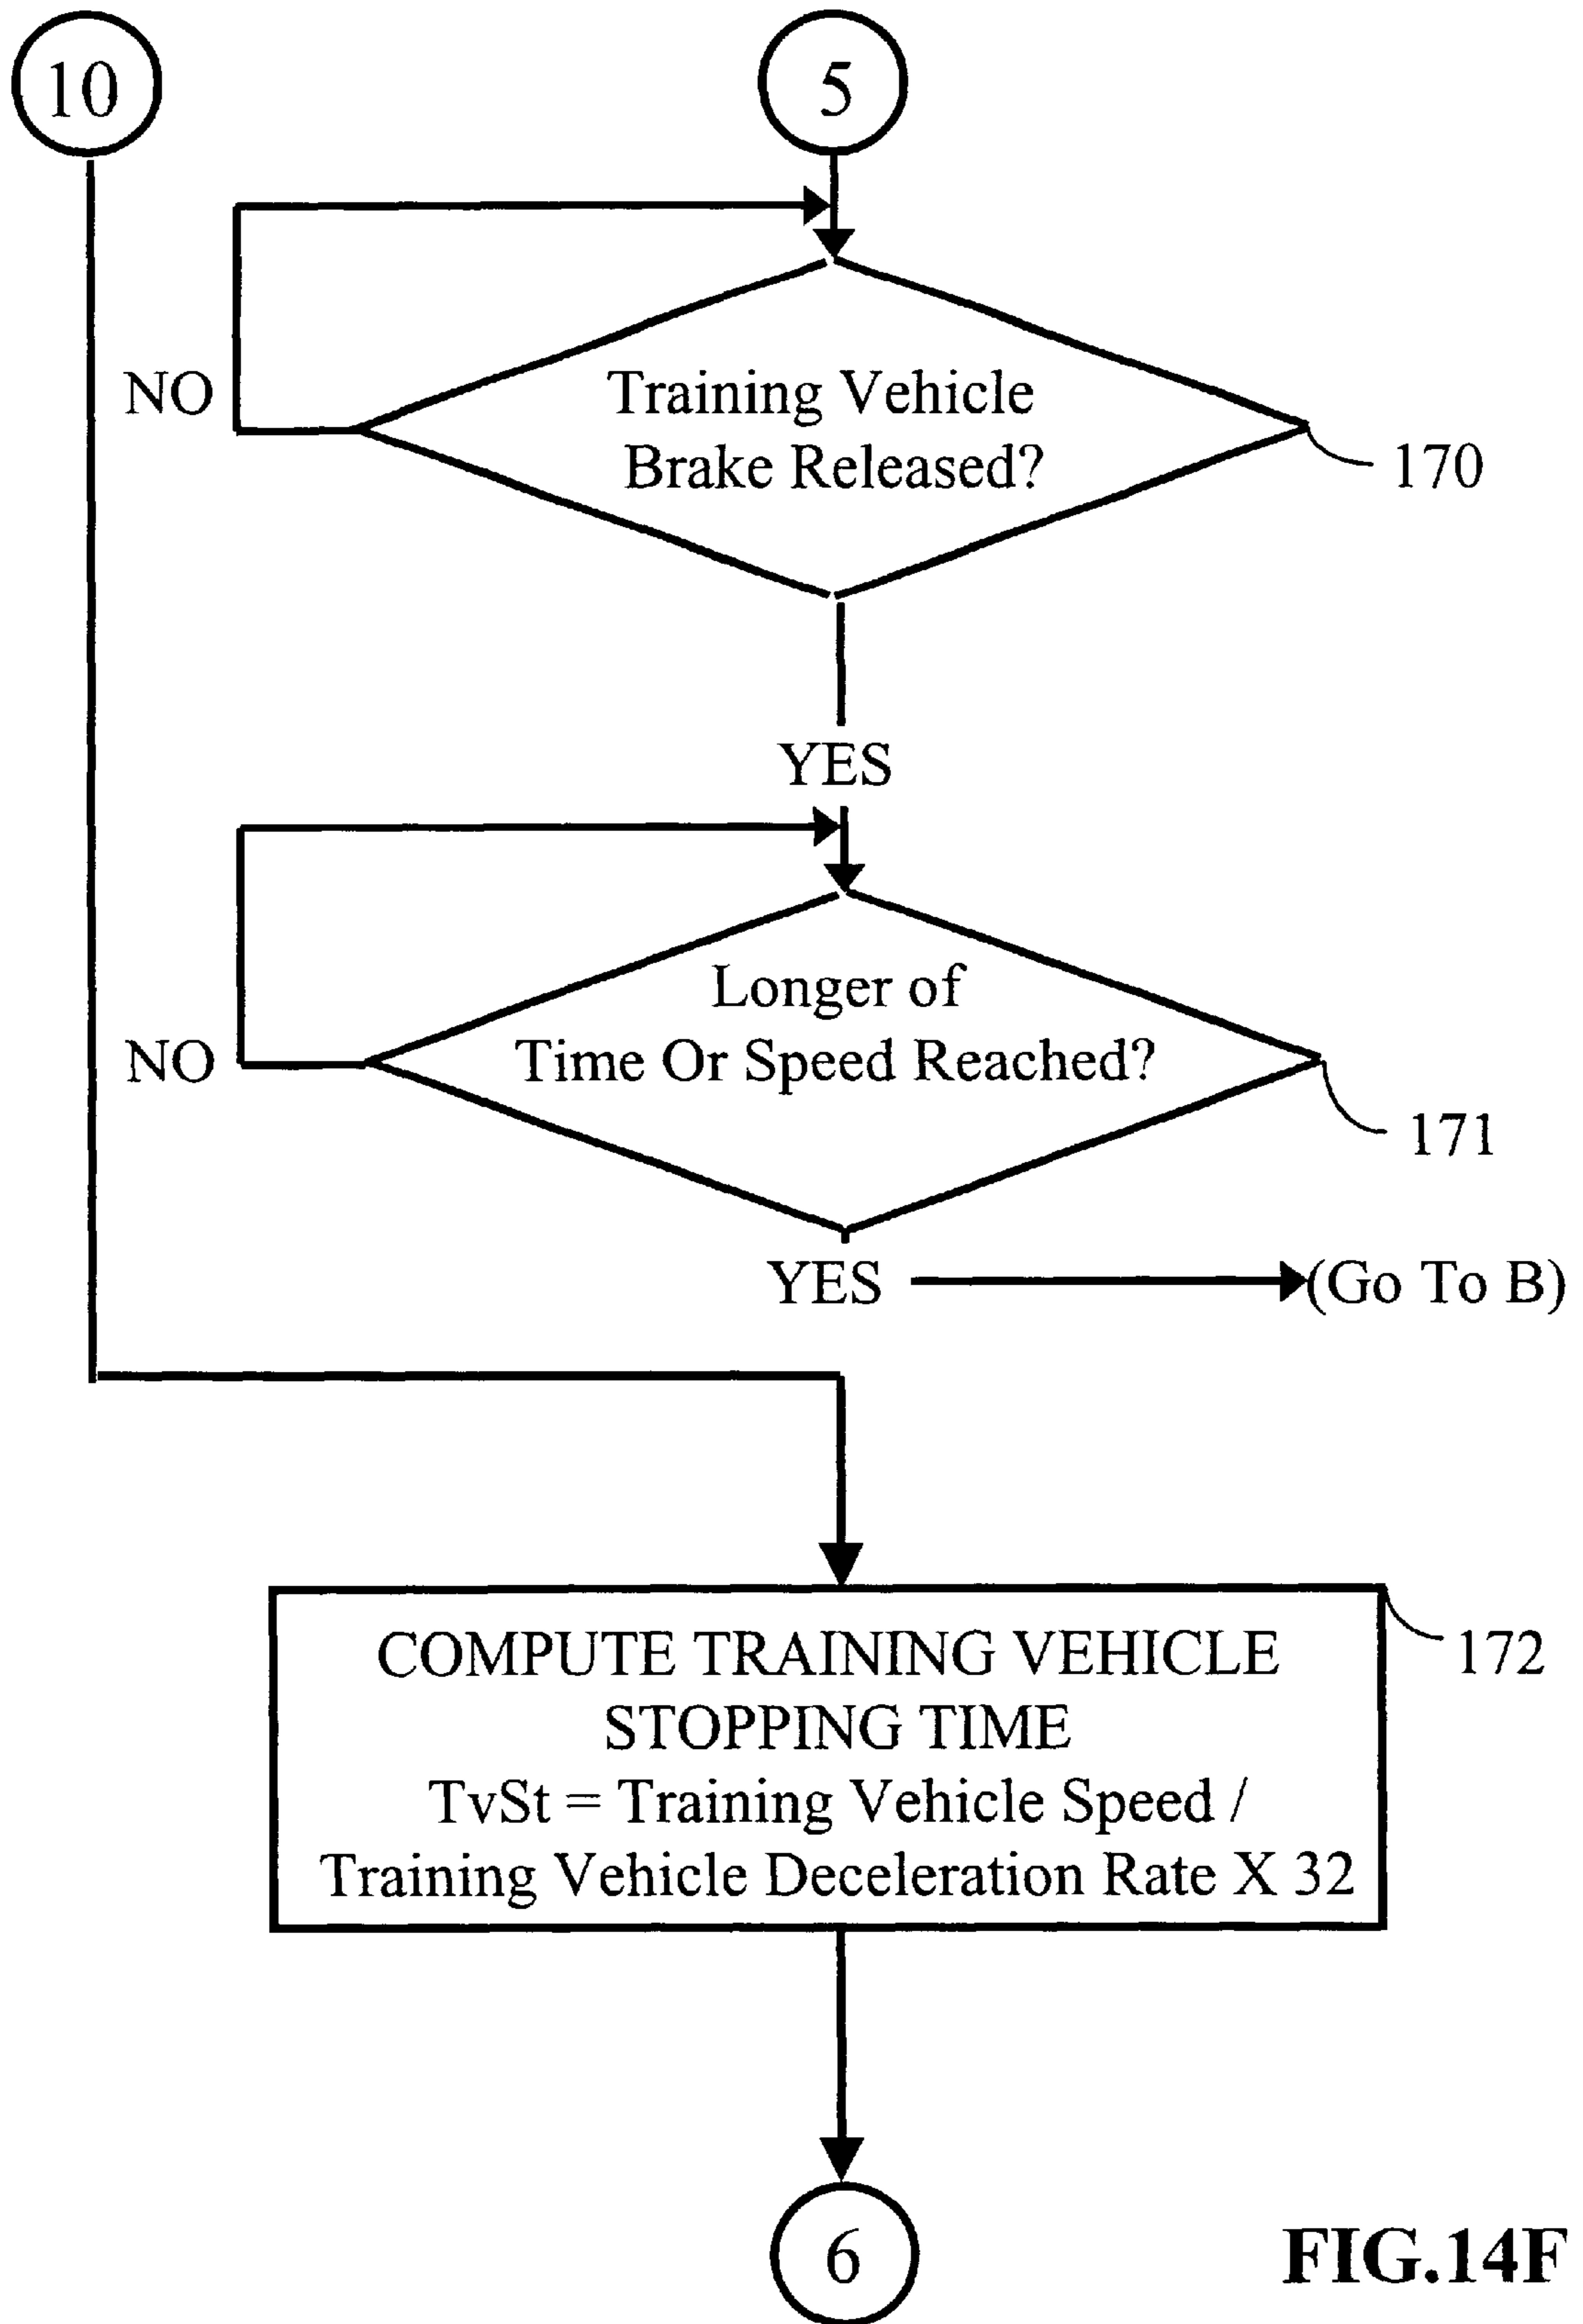 10
5
NO
Training Vehicle
Brake Released?
170
YES
Longer of
Time Or Speed Reached?
NO
171
YES
(Go To B)
COMPUTE TRAINING VEHICLE
STOPPING TIME
TvSt = Training Vehicle Speed /
Training Vehicle Deceleration Rate X 32
172
6
FIG.14F